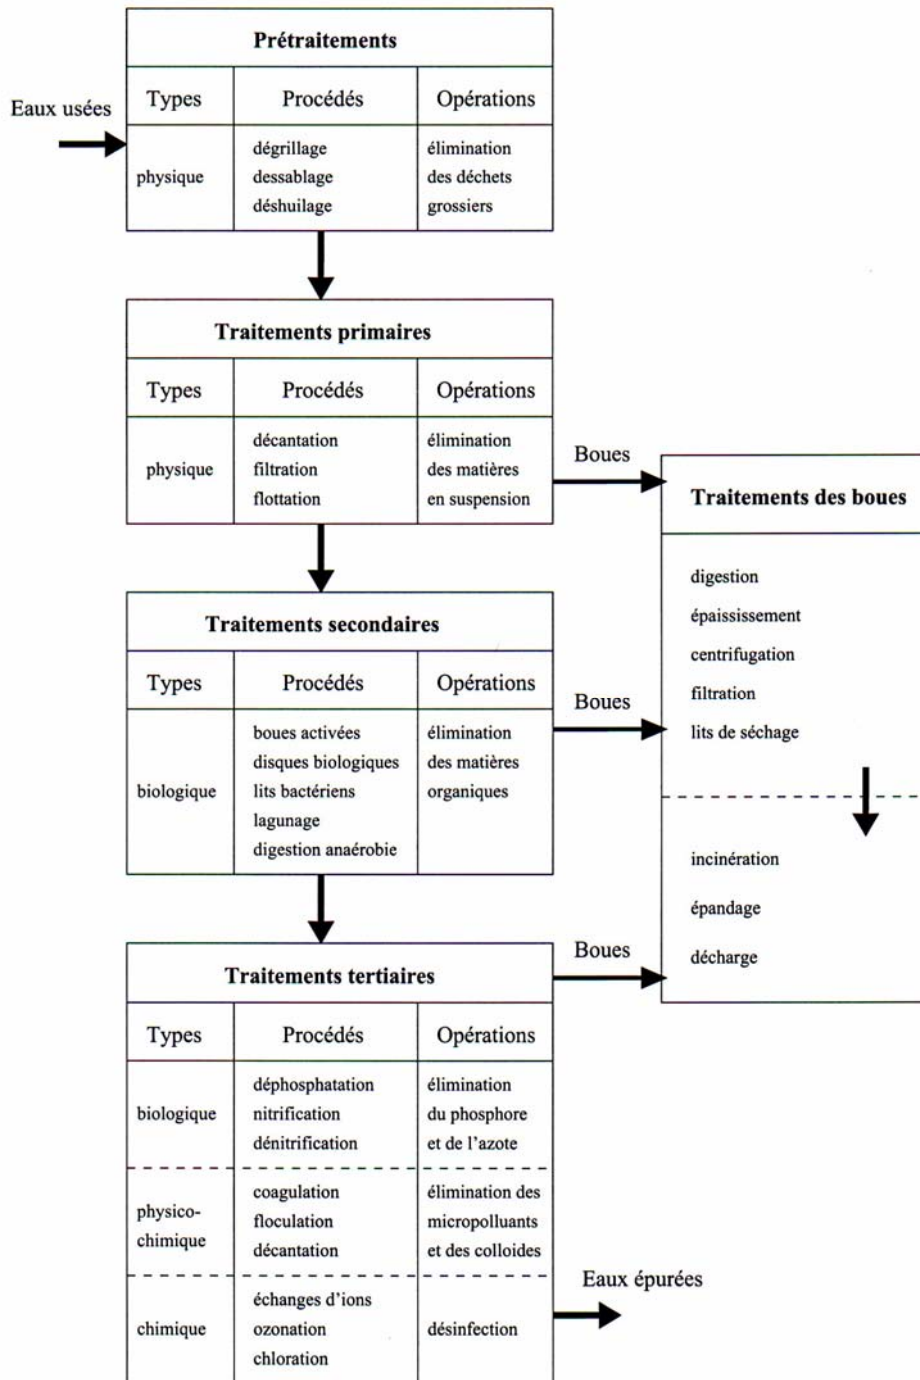 Eaux usées
Prétraitements
Types Procédés Opérations
physique
dégrillage
dessablage
déshuilage
élimination
des déchets
grossiers
Traitements primaires
Types Procédés Opérations
physique
décantation
filtration
flottation
élimination
des matières
en suspension
Boues
Traitements secondaires
Types Procédés Opérations
biologique
boues activées
disques biologiques
lits bactériens
lagunage
digestion anaérobie
élimination
des matières
organiques
Boues
Traitements des boues
digestion
épaississement
centrifugation
filtration
lits de séchage
incinération
épandage
décharge
Traitements tertiaires
Boues
Types Procédés Opérations
biologique
déphosphatation
nitrification
dénitrification
élimination
du phosphore
et de l'azote
physico-
chimique
coagulation
floculation
décantation
élimination des
micropolluants
et des colloides
chimique
échanges d'ions
ozonation
chloration
désinfection
Eaux épurées